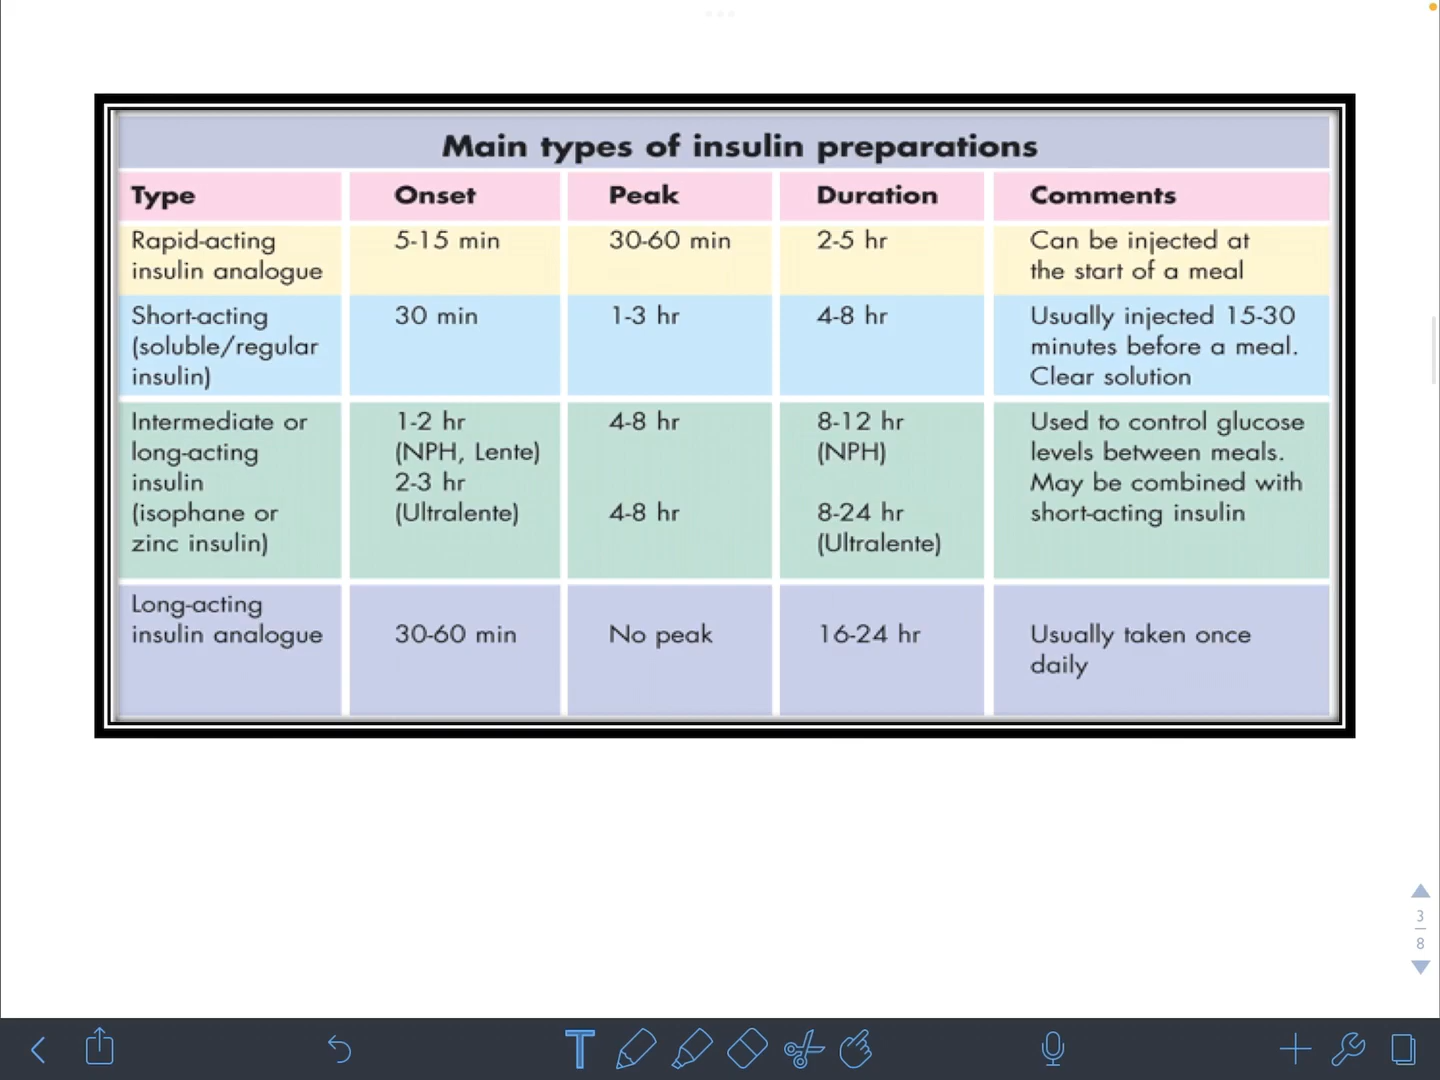 Main types of insulin preparations
Type Onset Peak Duration Comments
Rapid-acting 5-15 min 30-60 min 2-5 hr Can be injected at
insulin analogue the start of a meal
Short-acting 30 min 1-3 hr 4-8 hr Usually injected 15-30
(soluble/regular minutes before a meal.
insulin) Clear solution
Intermediate or 1-2 hr 4-8 hr 8-12 hr Used to control glucose
long-acting (NPH, Lente) (NPH) levels between meals.
insulin 2-3 hr May be combined with
(isophane or (Ultralente) 4-8 hr 8-24 hr short-acting insulin
zinc insulin) (Ultralente)
Long-acting
insulin analogue 30-60 min No peak 16-24 hr Usually taken once
daily
3
8
T